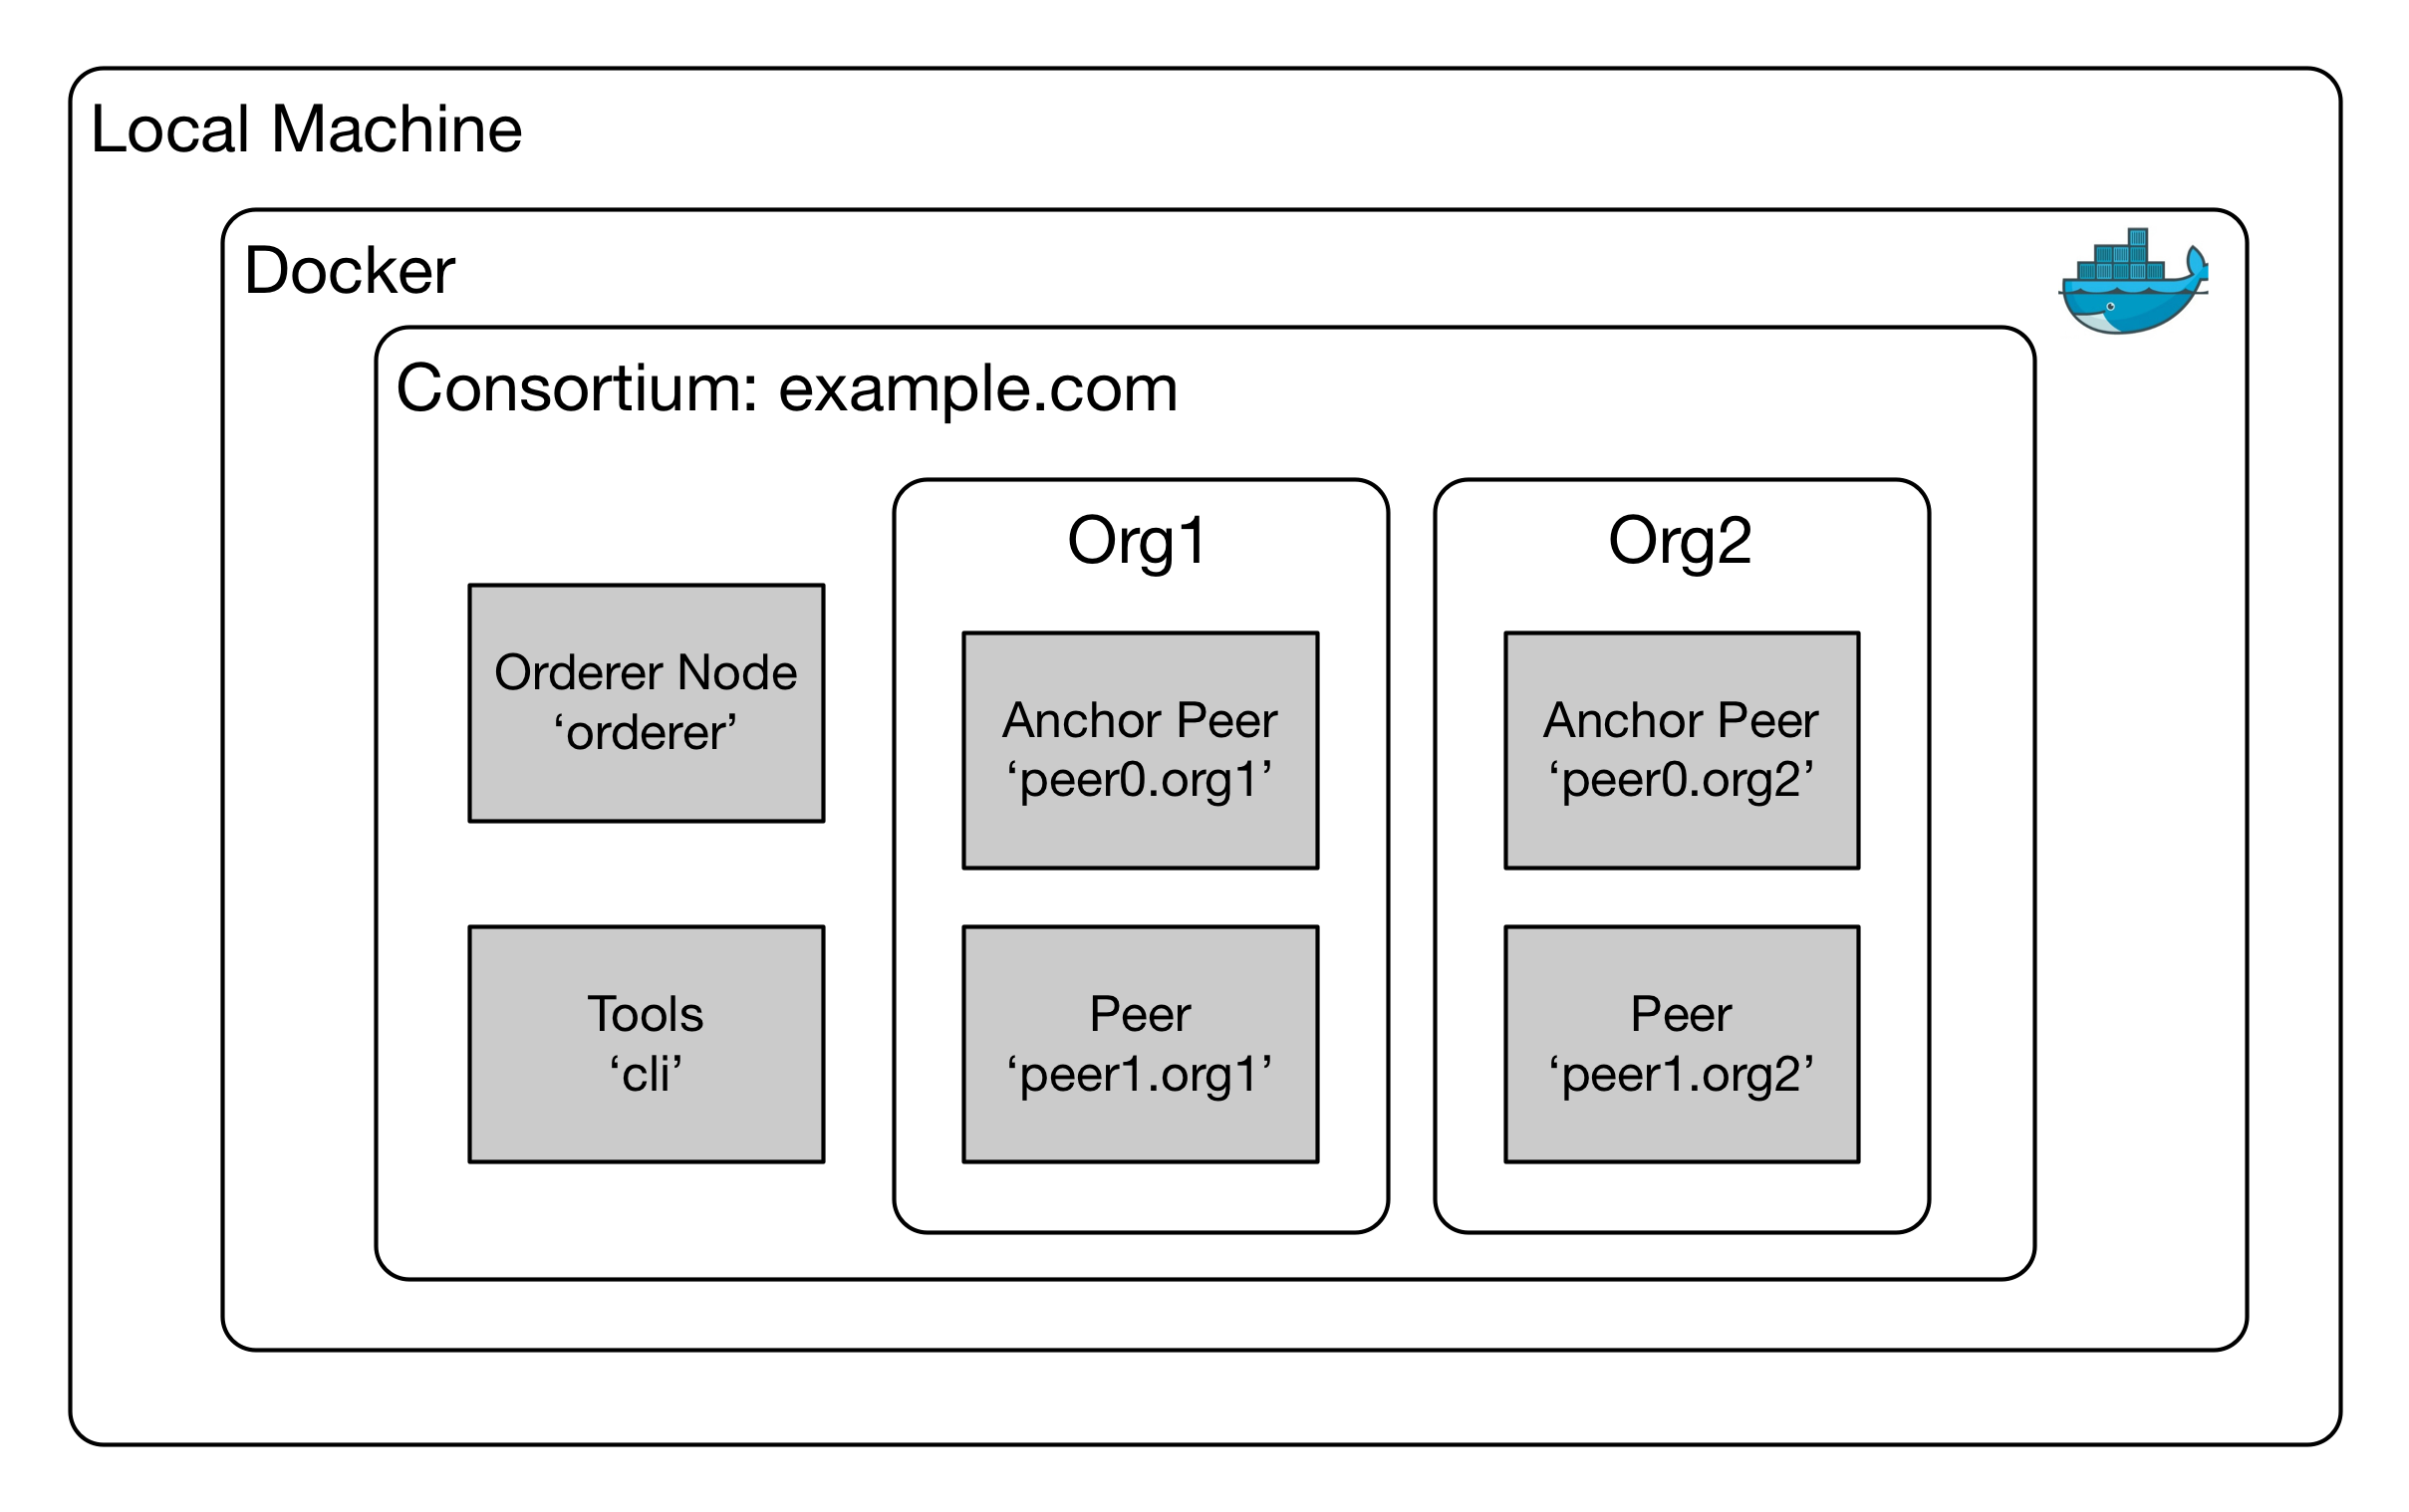 Local Machine
Docker
Consortium: example.com
Orderer Node
‘orderer’
Tools
‘cli’
Org1
Anchor Peer
‘peer0.org1’
Peer
‘peer1.org1’
Org2
Anchor Peer
‘peer0.org2’
Peer
‘peer1.org2’